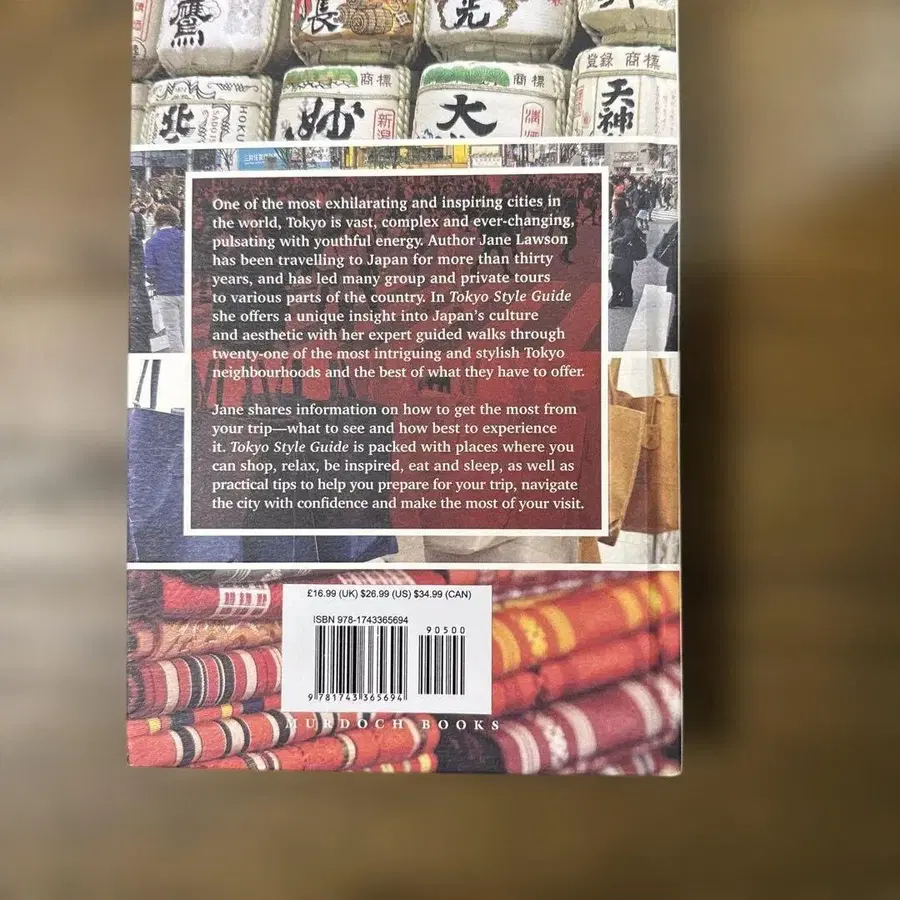 鷹
長
光
登録 商標
天神
北
HOKU
SADO
商標
妙
新潟
商標
大
清酒
One of the most exhilarating and inspiring cities in
the world, Tokyo is vast, complex and ever-changing,
pulsating with youthful energy. Author Jane Lawson
has been travelling to Japan for more than thirty
years, and has led many group and private tours
to various parts of the country. In Tokyo Style Guide
she offers a unique insight into Japan's culture
and aesthetic with her expert guided walks through
twenty-one of the most intriguing and stylish Tokyo
neighbourhoods and the best of what they have to offer.
Jane shares information on how to get the most from
your trip—what to see and how best to experience
it. Tokyo Style Guide is packed with places where you
can shop, relax, be inspired, eat and sleep, as well as
practical tips to help you prepare for your trip, navigate
the city with confidence and make the most of your visit.
£16.99 (UK) $26.99 (US) $34.99 (CAN)
ISBN 978-1743365694
90500
9 781743 365694
MURDOCH BOOKS